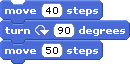 move 40 steps
turn ↻ 90 degrees
move 50 steps